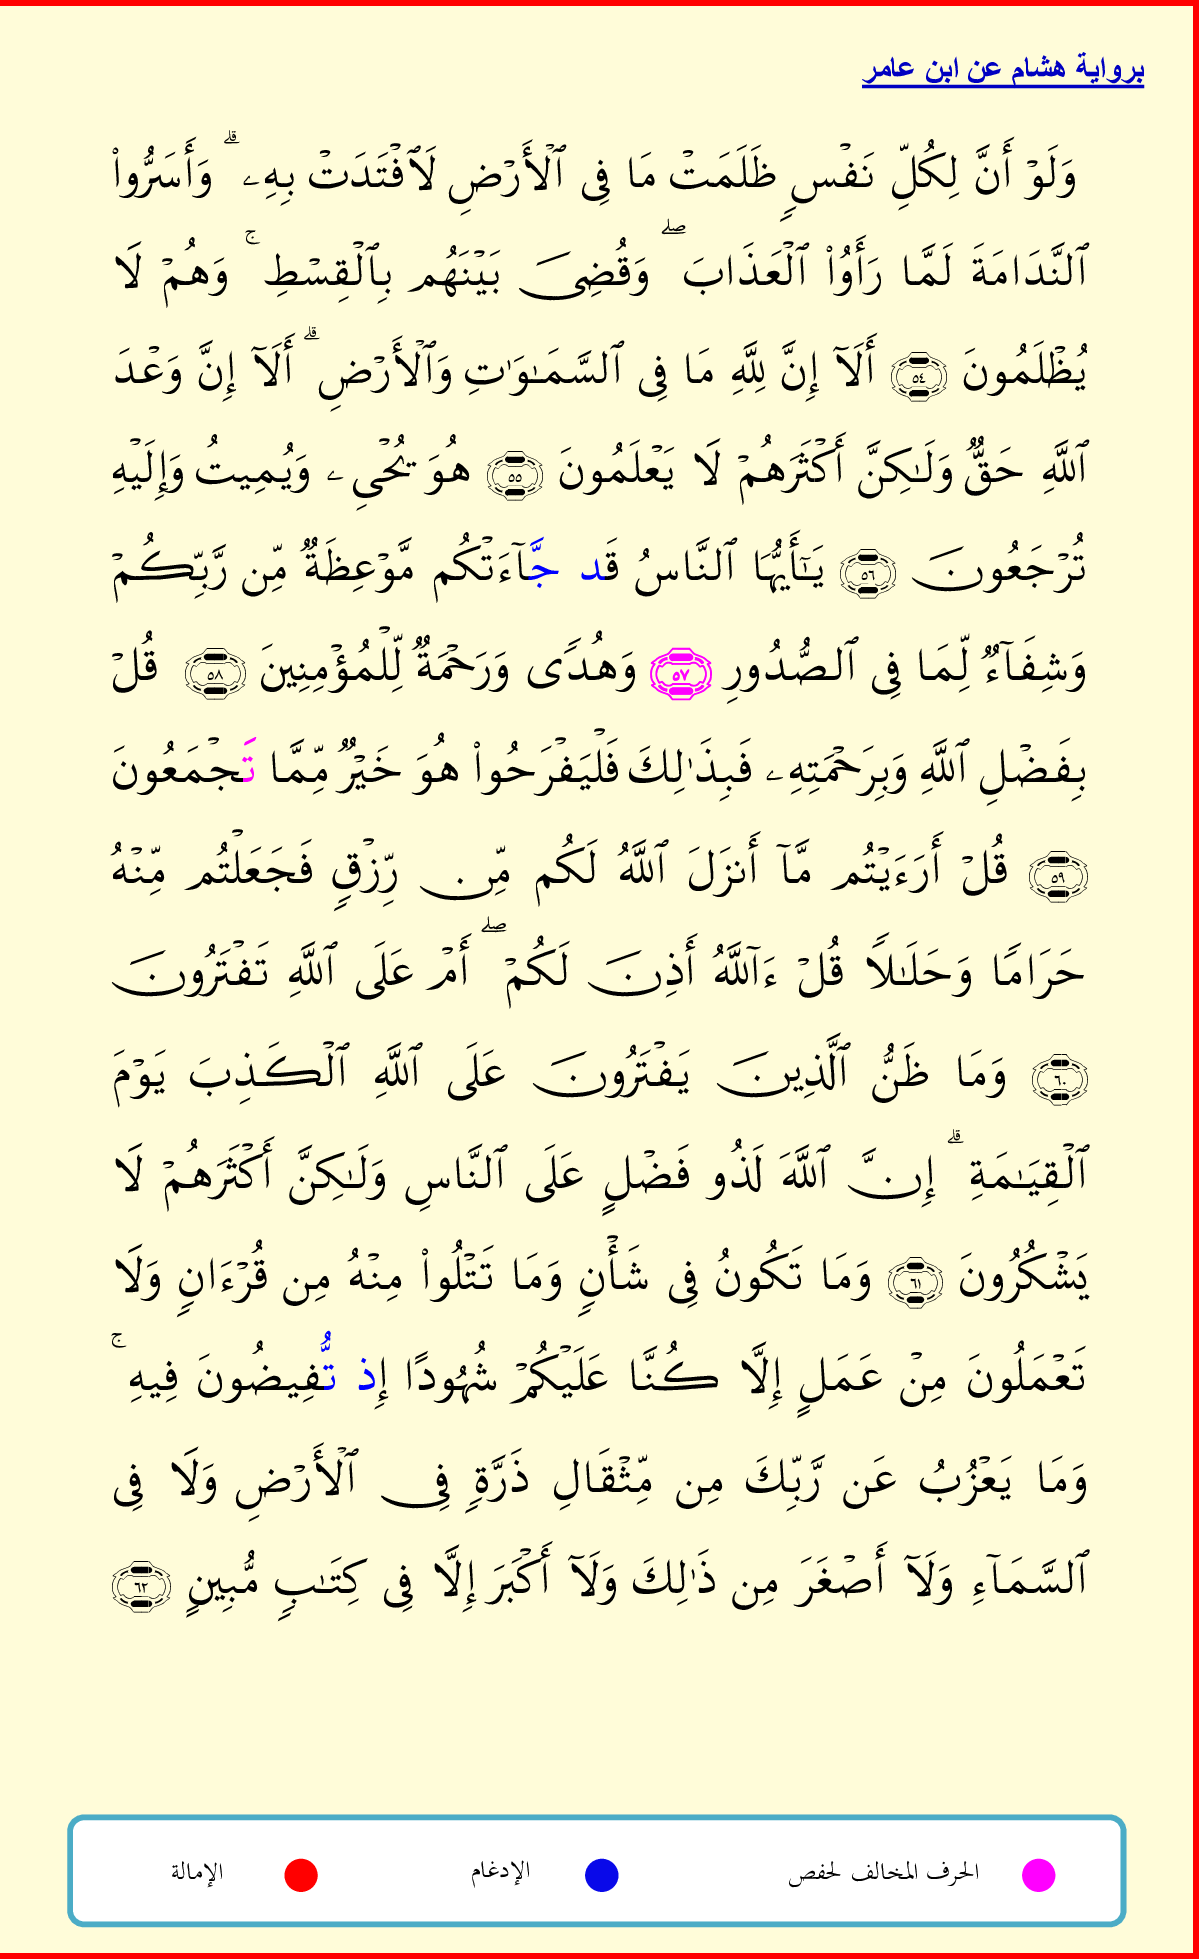 برواية هشام عن ابن عامر
وَلَوْ أَنَّ لِكُلِّ نَفْسٍ ظَلَمَتْ مَا فِى ٱلْأَرْضِ لَٱفْتَدَتْ بِهِۦ ۗ وَأَسَرُّوا۟
ٱلنَّدَامَةَ لَمَّا رَأَوُا۟ ٱلْعَذَابَ ۖ وَقُضِىَ بَيْنَهُم بِٱلْقِسْطِ ۚ وَهُمْ لَا
يُظْلَمُونَ ٥٤ أَلَآ إِنَّ لِلَّهِ مَا فِى ٱلسَّمَـٰوَٰتِ وَٱلْأَرْضِ ۗ أَلَآ إِنَّ وَعْدَ
ٱللَّهِ حَقٌّ وَلَـٰكِنَّ أَكْثَرَهُمْ لَا يَعْلَمُونَ ٥٥ هُوَ يُحْىِۦ وَيُمِيتُ وَإِلَيْهِ
تُرْجَعُونَ ٥٦ يَـٰٓأَيُّهَا ٱلنَّاسُ قَد جَّآءَتْكُم مَّوْعِظَةٌ مِّن رَّبِّكُمْ
وَشِفَآءٌ لِّمَا فِى ٱلصُّدُورِ ٥٧ وَهُدًى وَرَحْمَةٌ لِّلْمُؤْمِنِينَ ٥٨ قُلْ
بِفَضْلِ ٱللَّهِ وَبِرَحْمَتِهِۦ فَبِذَٰلِكَ فَلْيَفْرَحُوا۟ هُوَ خَيْرٌ مِّمَّا تَجْمَعُونَ
٥٩ قُلْ أَرَءَيْتُم مَّآ أَنزَلَ ٱللَّهُ لَكُم مِّن رِّزْقٍ فَجَعَلْتُم مِّنْهُ
حَرَامًا وَحَلَـٰلًا قُلْ ءَآللَّهُ أَذِنَ لَكُمْ ۖ أَمْ عَلَى ٱللَّهِ تَفْتَرُونَ
٦٠ وَمَا ظَنُّ ٱلَّذِينَ يَفْتَرُونَ عَلَى ٱللَّهِ ٱلْكَذِبَ يَوْمَ
ٱلْقِيَـٰمَةِ ۗ إِنَّ ٱللَّهَ لَذُو فَضْلٍ عَلَى ٱلنَّاسِ وَلَـٰكِنَّ أَكْثَرَهُمْ لَا
يَشْكُرُونَ ٦١ وَمَا تَكُونُ فِى شَأْنٍ وَمَا تَتْلُوا۟ مِنْهُ مِن قُرْءَانٍ وَلَا
تَعْمَلُونَ مِنْ عَمَلٍ إِلَّا كُنَّا عَلَيْكُمْ شُهُودًا إِذ تُّفِيضُونَ فِيهِ ۚ
وَمَا يَعْزُبُ عَن رَّبِّكَ مِن مِّثْقَالِ ذَرَّةٍ فِى ٱلْأَرْضِ وَلَا فِى
ٱلسَّمَآءِ وَلَآ أَصْغَرَ مِن ذَٰلِكَ وَلَآ أَكْبَرَ إِلَّا فِى كِتَـٰبٍ مُّبِينٍ ٦٢
الحرف المخالف لحفص الإدغام الإمالة